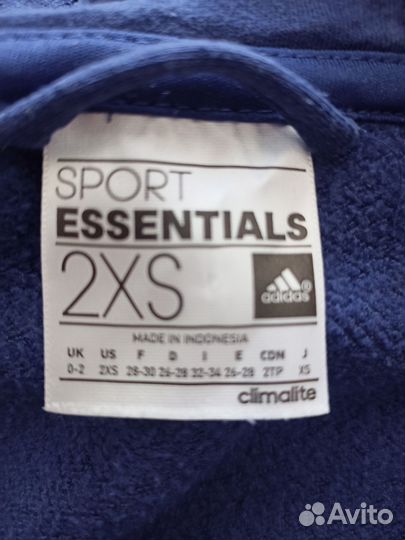 SPORT
ESSENTIALS
2XS
adidas®
MADE IN INDONESIA
UK US F D I E CDN J
0-2 2XS 28-30 26-28 32-34 26-28 2TP XS
climalite
Avito